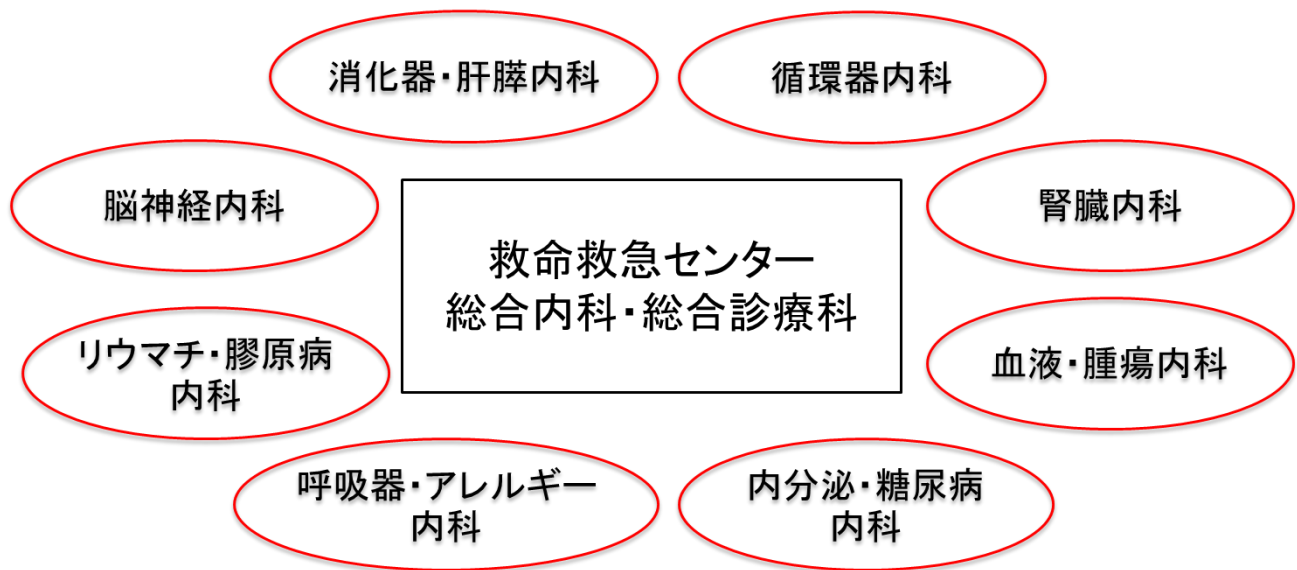 消化器・肝膵内科
循環器内科
脳神経内科
救命救急センター
総合内科・総合診療科
腎臓内科
リウマチ・膠原病
内科
血液・腫瘍内科
呼吸器・アレルギー
内科
内分泌・糖尿病
内科